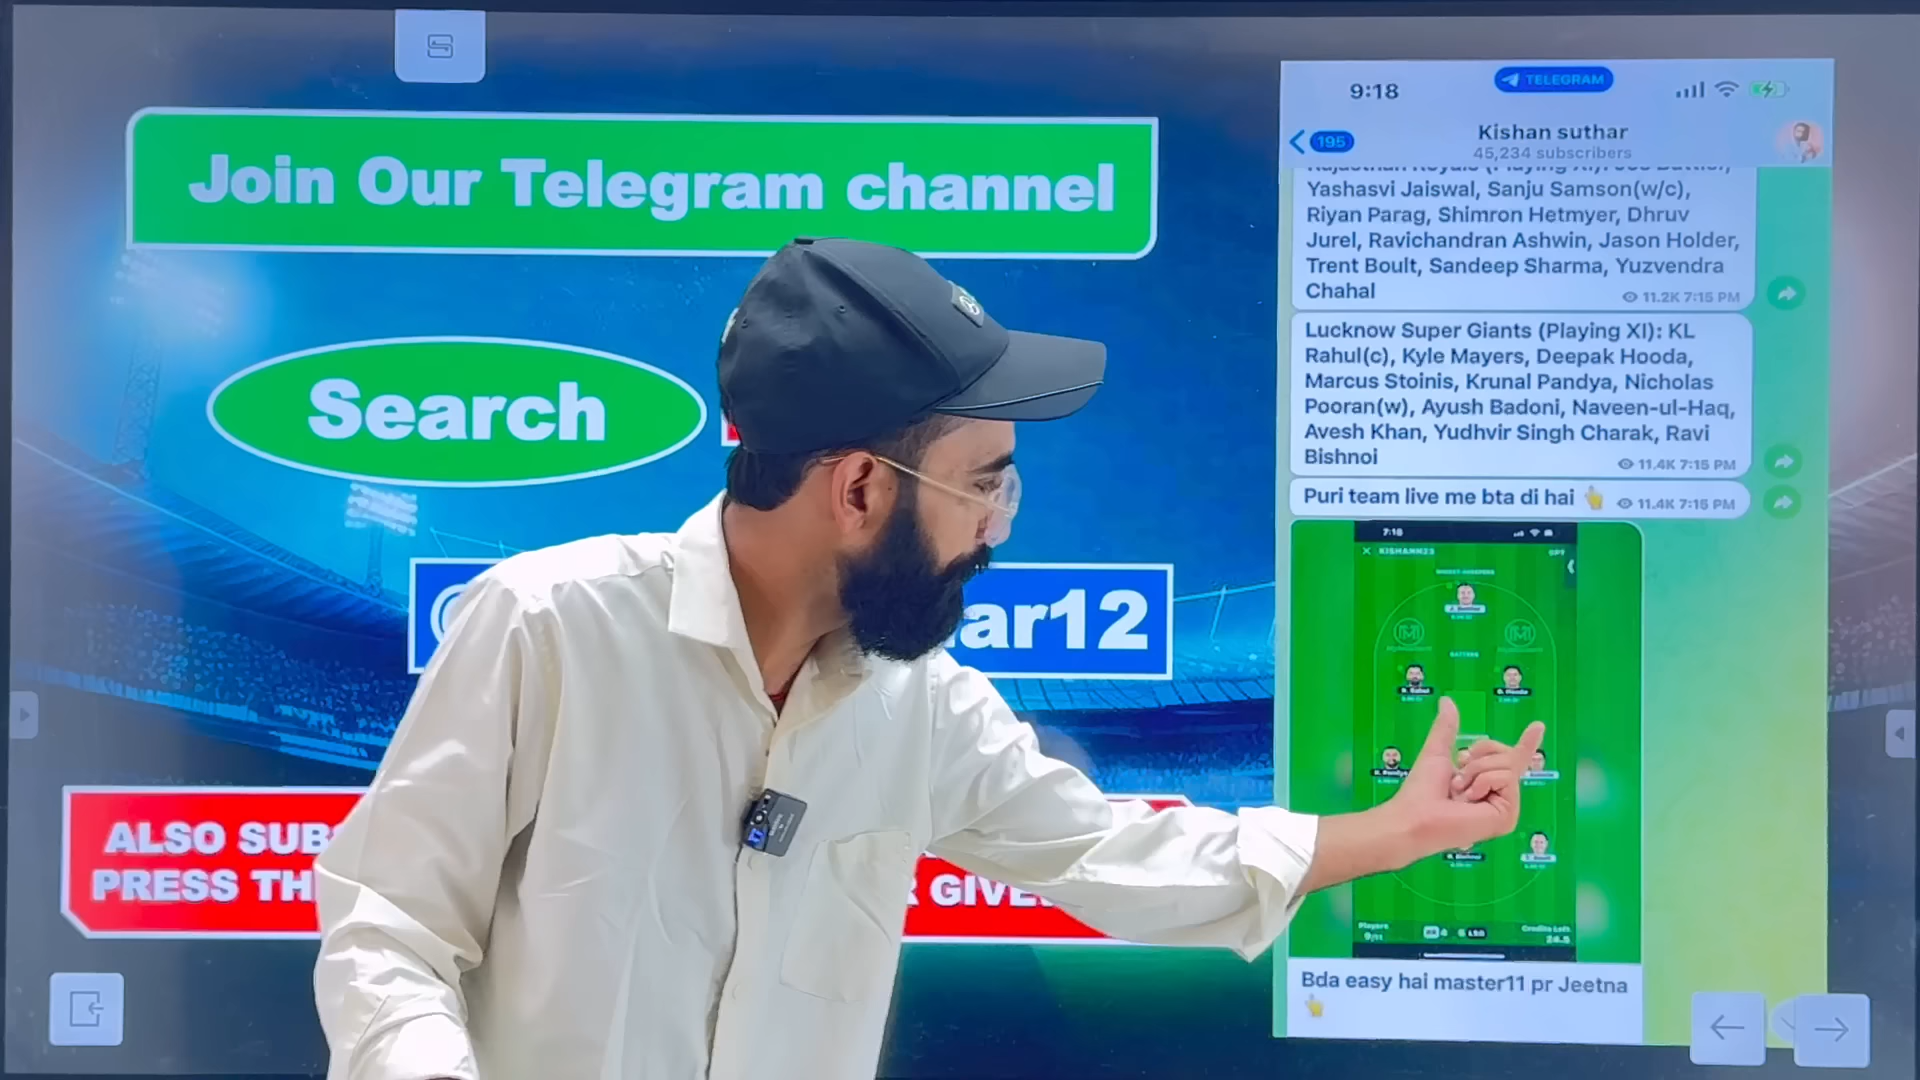 Join Our Telegram channel
Search
ar12
ALSO SUB
PRESS TH
GIVE
9:18
TELEGRAM
195
Kishan suthar
45,234 subscribers
Yashasvi Jaiswal, Sanju Samson(w/c),
Riyan Parag, Shimron Hetmyer, Dhruv
Jurel, Ravichandran Ashwin, Jason Holder,
Trent Boult, Sandeep Sharma, Yuzvendra
Chahal
11.2K 7:15 PM
Lucknow Super Giants (Playing XI): KL
Rahul(c), Kyle Mayers, Deepak Hooda,
Marcus Stoinis, Krunal Pandya, Nicholas
Pooran(w), Ayush Badoni, Naveen-ul-Haq,
Avesh Khan, Yudhvir Singh Charak, Ravi
Bishnoi
11.4K 7:15 PM
Puri team live me bta di hai 👆
11.4K 7:15 PM
KISHANM23
Players
Credits Left
Bda easy hai master11 pr Jeetna
👆